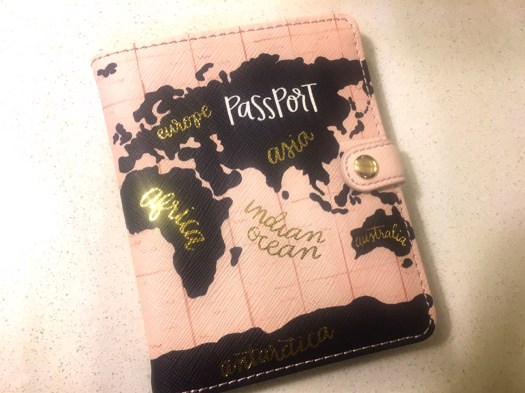 PASSPORT
europe
asia
africa
indian
ocean
australia
antarctica